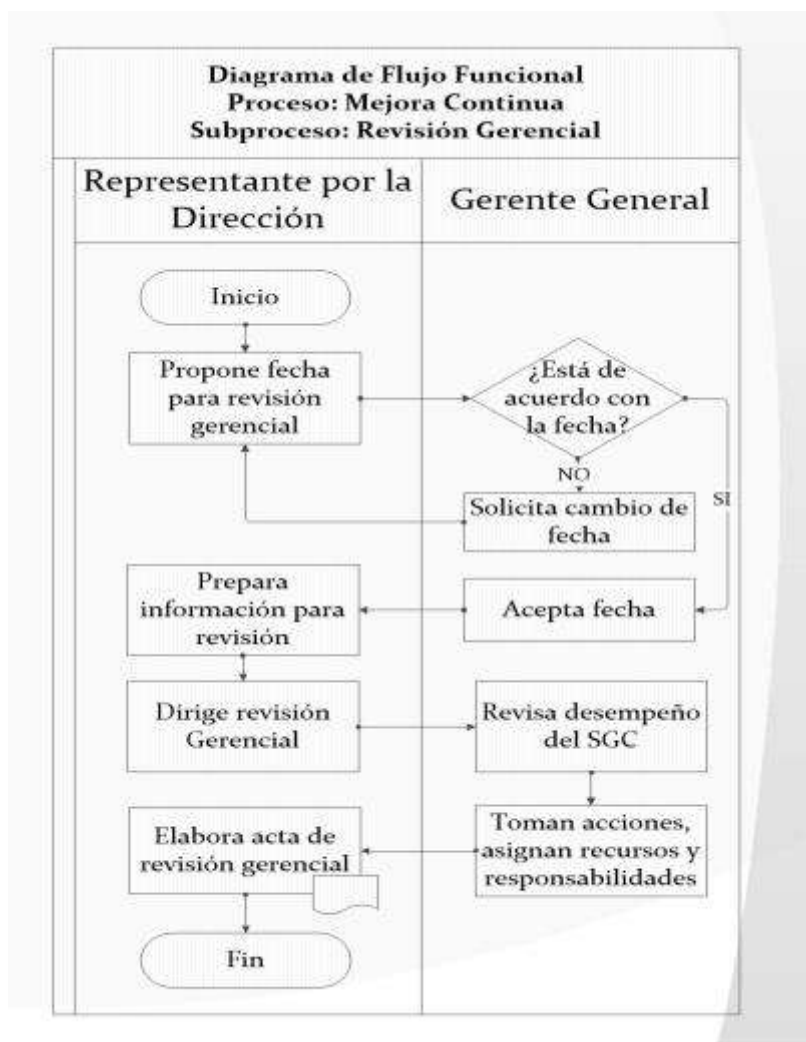 Diagrama de Flujo Funcional
Proceso: Mejora Continua
Subproceso: Revisión Gerencial
Representante por la
Dirección
Gerente General
Inicio
Propone fecha
para revisión
gerencial
¿Está de
acuerdo con
la fecha?
NO
SI
Solicita cambio de
fecha
Acepta fecha
Prepara
información para
revisión
Dirige revisión
Gerencial
Revisa desempeño
del SGC
Toman acciones,
asignan recursos y
responsabilidades
Elabora acta de
revisión gerencial
Fin